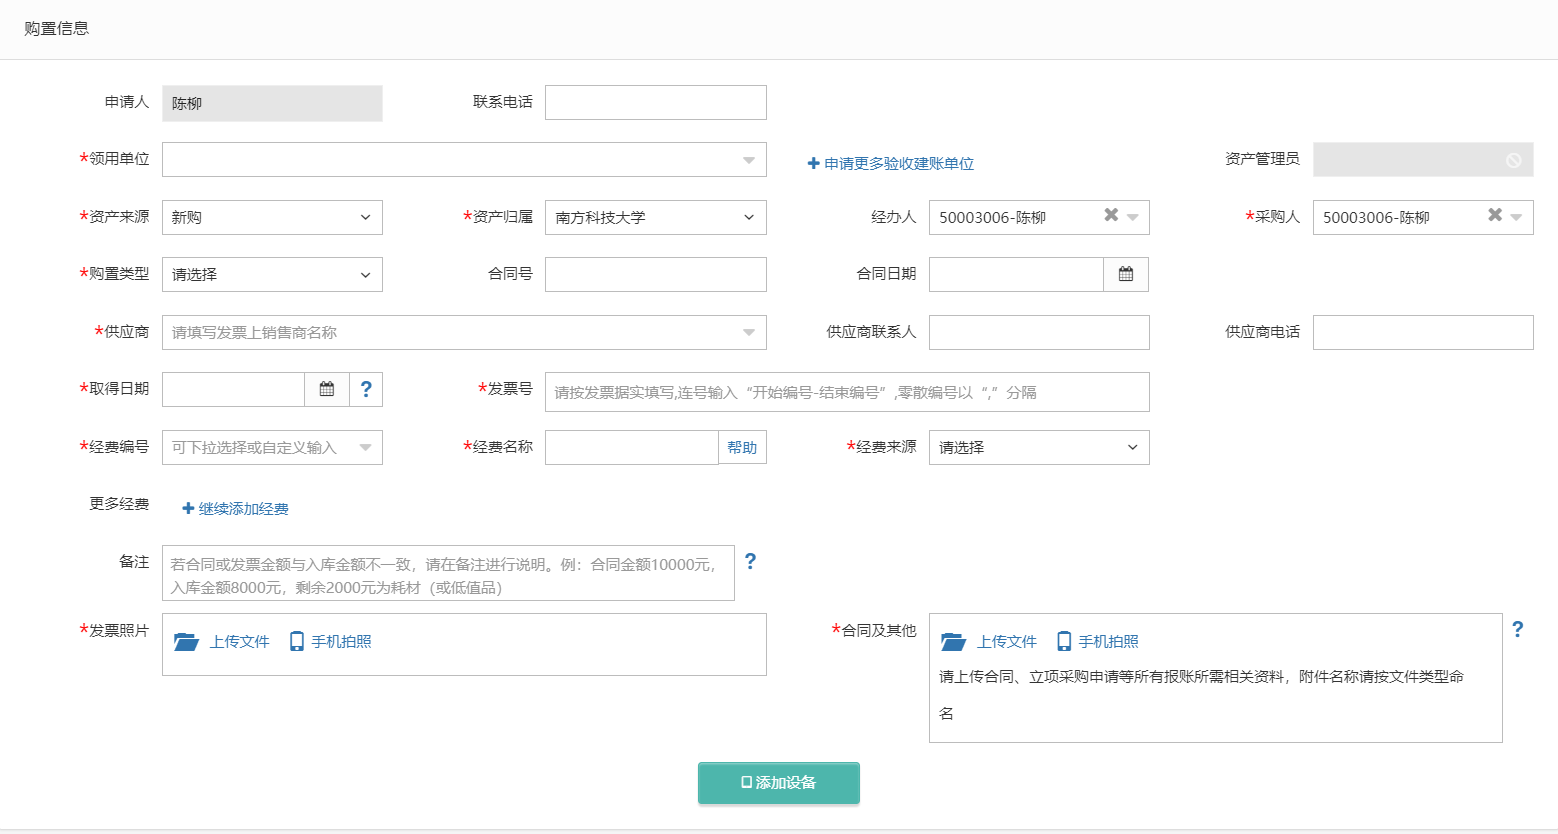 购置信息
申请人 陈柳 联系电话
*领用单位 申请更多验收建账单位 资产管理员
*资产来源 新购 *资产归属 南方科技大学 经办人 50003006-陈柳 *采购人 50003006-陈柳
*购置类型 请选择 合同号 合同日期
*供应商 请填写发票上销售商名称 供应商联系人 供应商电话
*取得日期 ? *发票号 请按发票据实填写,连号输入“开始编号-结束编号”,零散编号以“,”分隔
*经费编号 可下拉选择或自定义输入 *经费名称 帮助 *经费来源 请选择
更多经费 继续添加经费
备注 若合同或发票金额与入库金额不一致，请在备注进行说明。例：合同金额10000元， ?
入库金额8000元，剩余2000元为耗材（或低值品）
*发票照片 上传文件 手机拍照 *合同及其他 上传文件 手机拍照 ?
请上传合同、立项采购申请等所有报账所需相关资料，附件名称请按文件类型命
名
添加设备